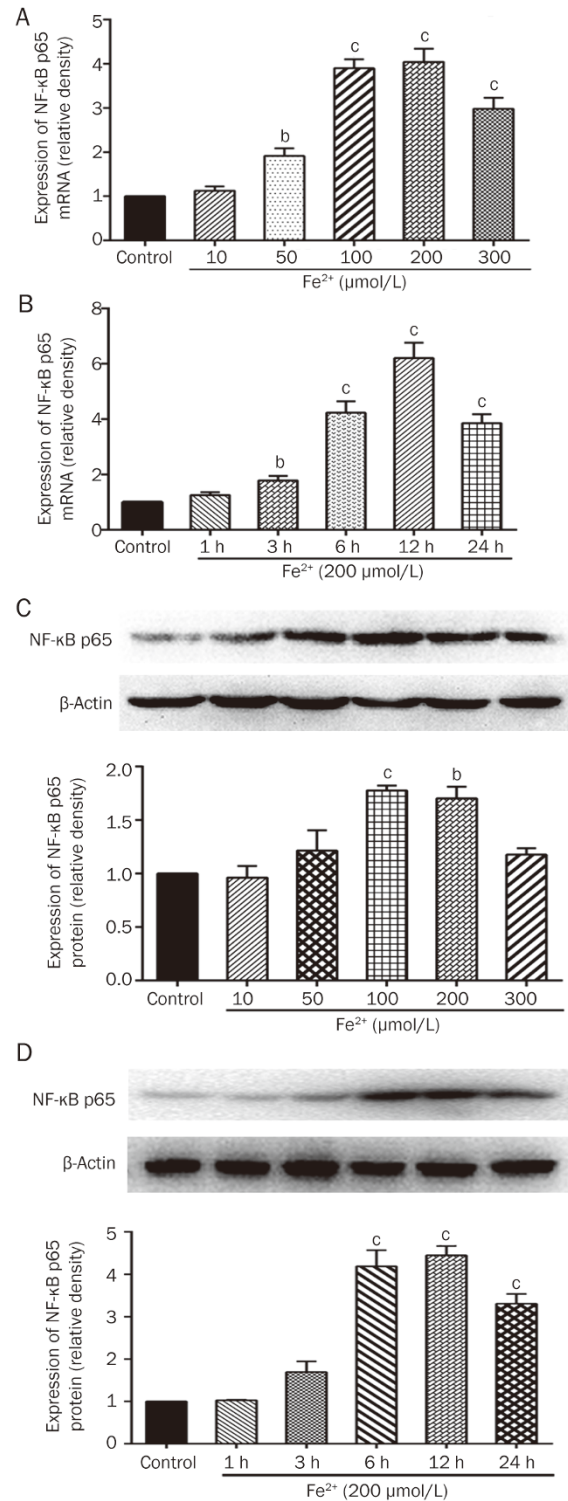 A
Expression of NF-κB p65
mRNA (relative density)
5
4
3
2
1
0
b
c
c
c
Control 10 50 100 200 300
Fe²⁺ (μmol/L)
B
Expression of NF-κB p65
mRNA (relative density)
8
6
4
2
0
b
c
c
c
Control 1 h 3 h 6 h 12 h 24 h
Fe²⁺ (200 μmol/L)
C
NF-κB p65
β-Actin
Expression of NF-κB p65
protein (relative density)
2.0
1.5
1.0
0.5
0.0
c
b
Control 10 50 100 200 300
Fe²⁺ (μmol/L)
D
NF-κB p65
β-Actin
Expression of NF-κB p65
protein (relative density)
5
4
3
2
1
0
c
c
c
Control 1 h 3 h 6 h 12 h 24 h
Fe²⁺ (200 μmol/L)